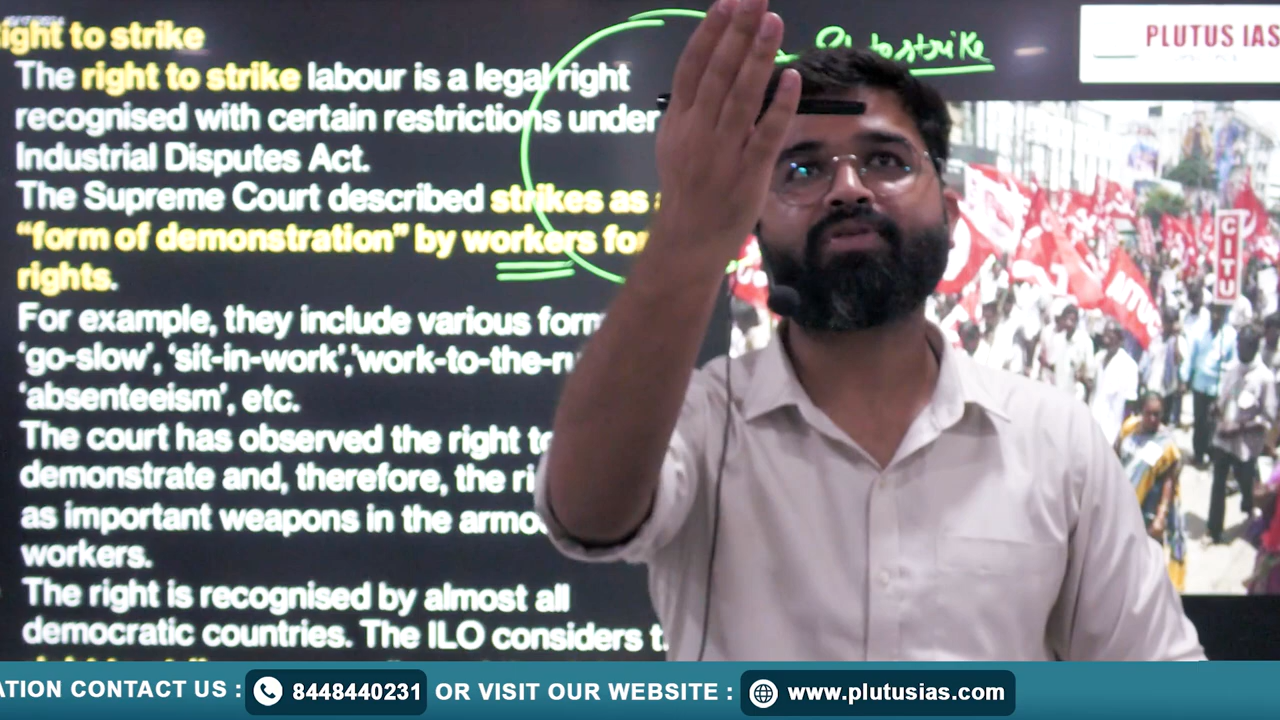 ight to strike
The right to strike labour is a legal right
recognised with certain restrictions under
Industrial Disputes Act.
The Supreme Court described strikes as a
“form of demonstration” by workers for
rights.
For example, they include various form
‘go-slow’, ‘sit-in-work’,’work-to-the-ru
‘absenteeism’, etc.
The court has observed the right to
demonstrate and, therefore, the ri
as important weapons in the armo
workers.
The right is recognised by almost all
democratic countries. The ILO considers t
to strike
PLUTUS IAS
CITU
ATION CONTACT US : 8448440231 OR VISIT OUR WEBSITE : www.plutusias.com